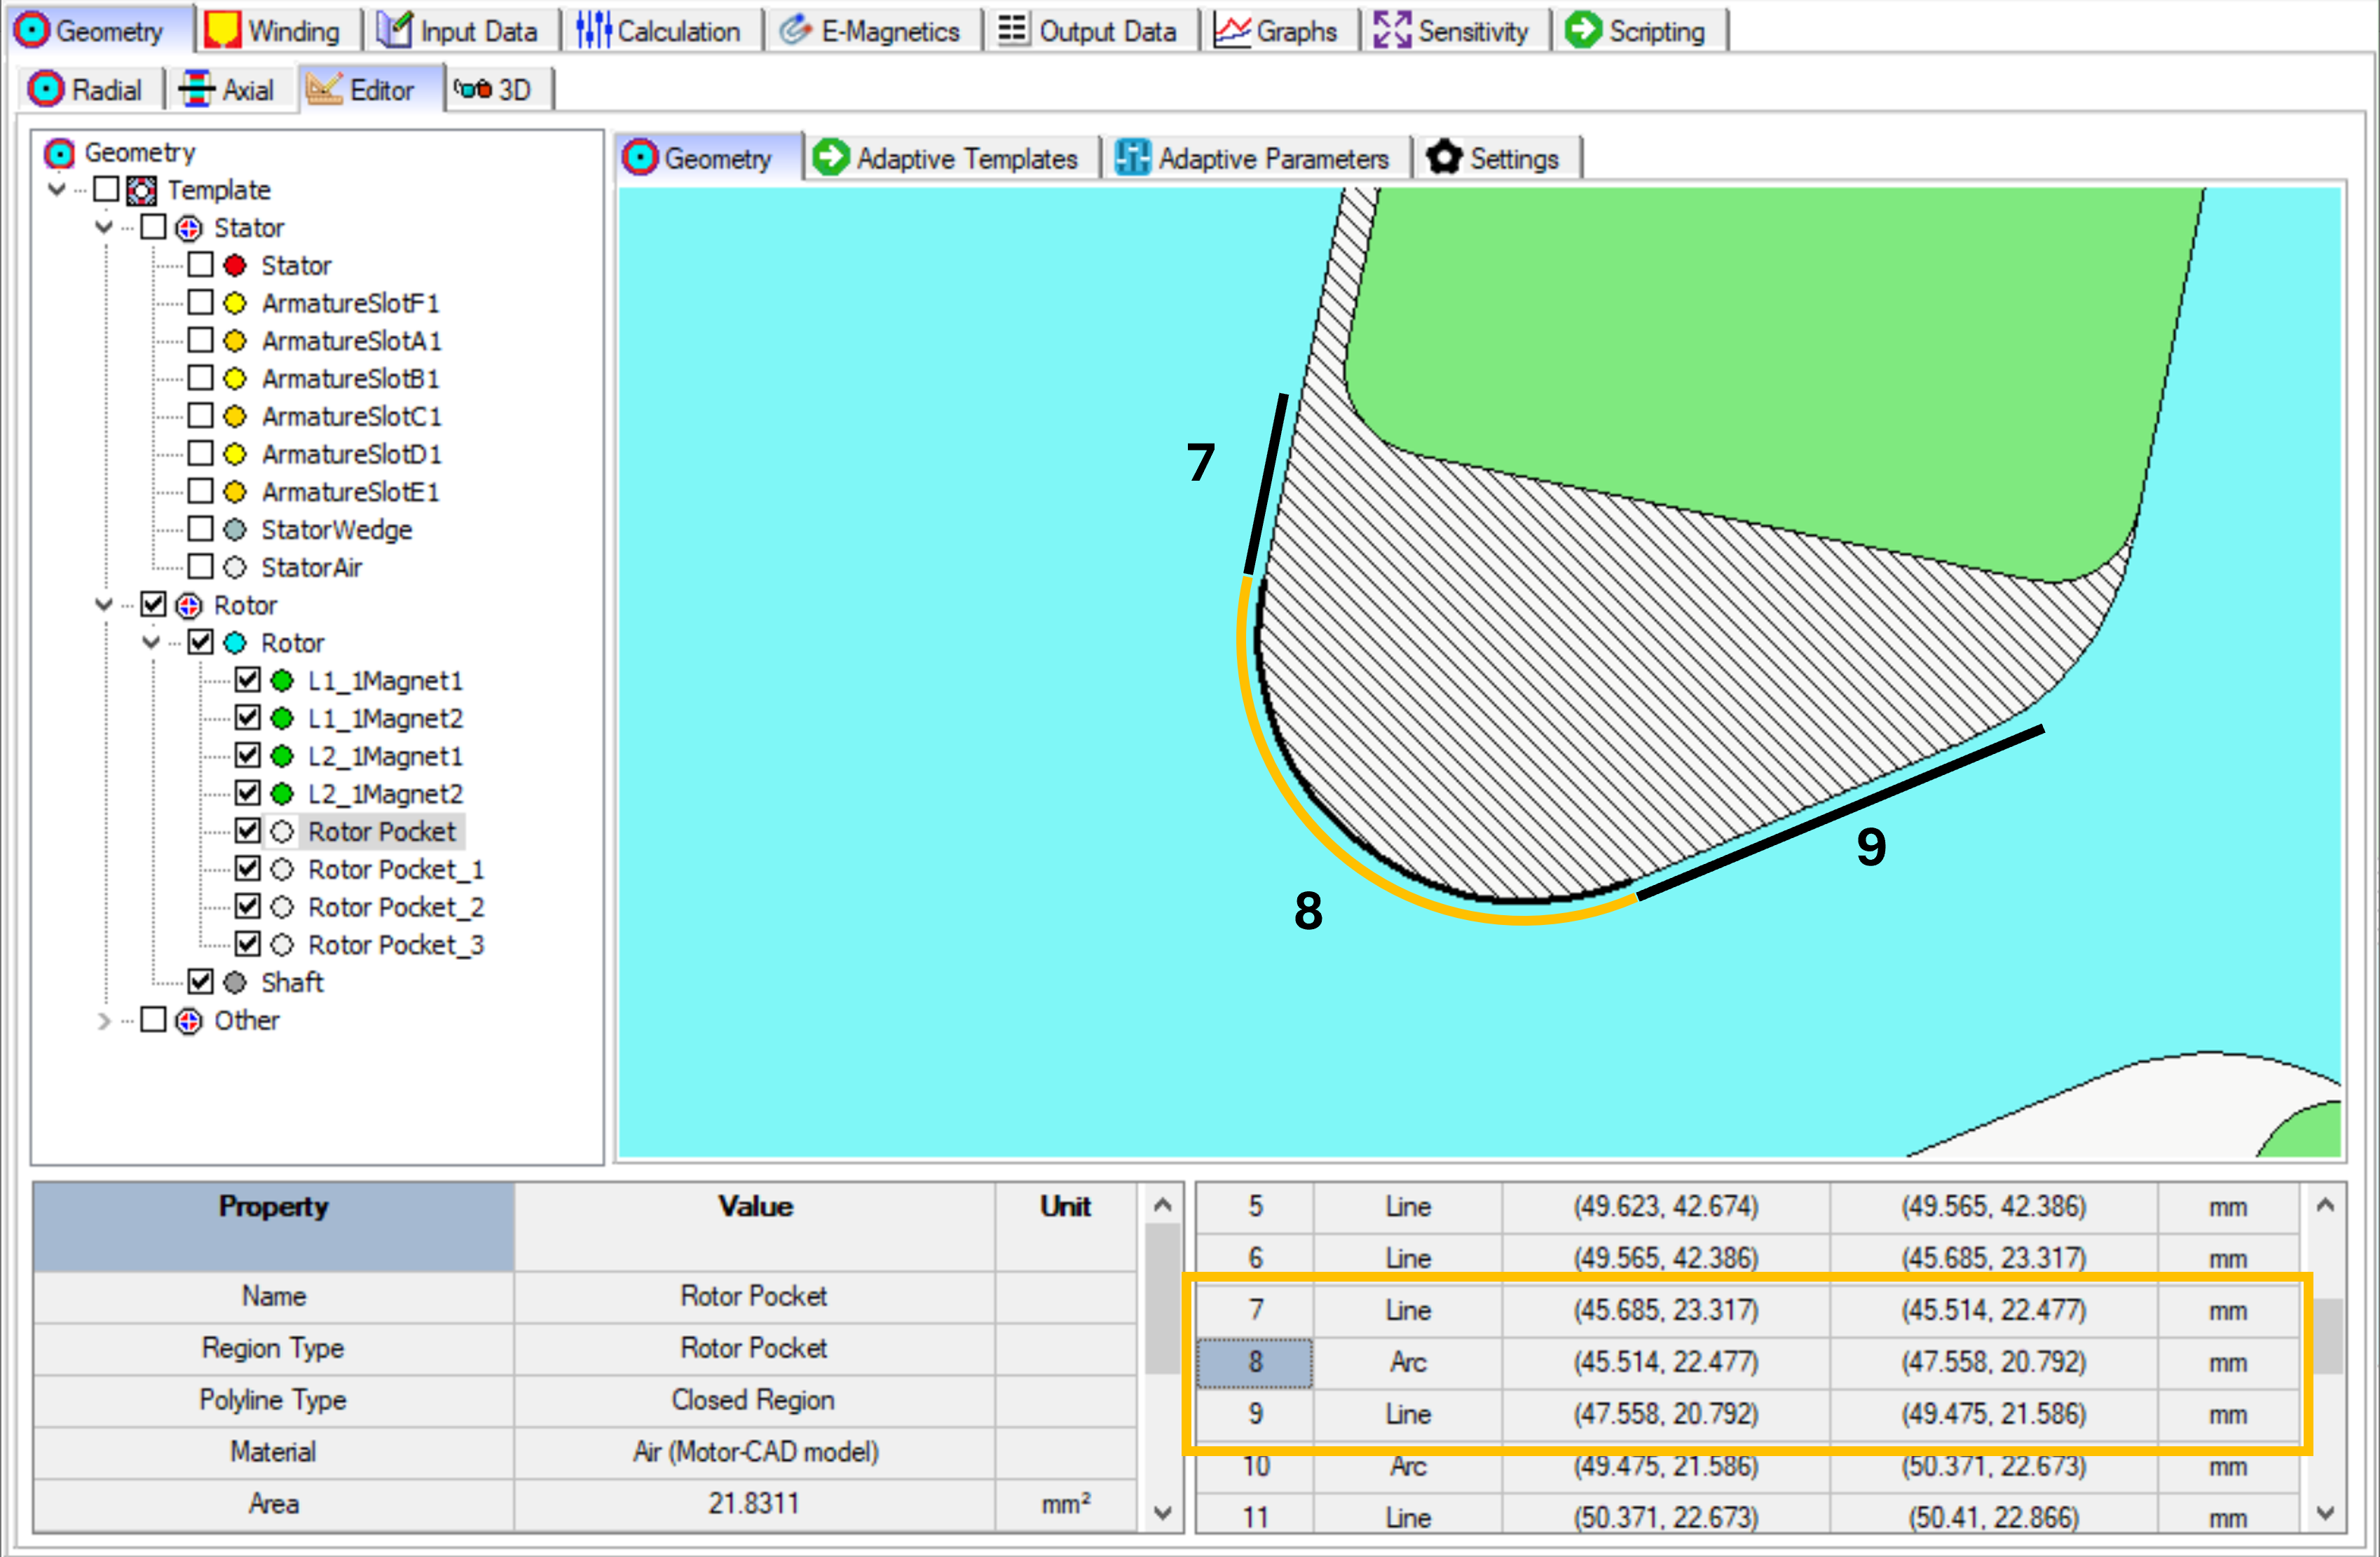 Geometry Winding Input Data Calculation E-Magnetics Output Data Graphs Sensitivity Scripting
Radial Axial Editor 3D
Geometry
Template
Stator
Stator
ArmatureSlotF1
ArmatureSlotA1
ArmatureSlotB1
ArmatureSlotC1
ArmatureSlotD1
ArmatureSlotE1
StatorWedge
StatorAir
Rotor
Rotor
L1_1Magnet1
L1_1Magnet2
L2_1Magnet1
L2_1Magnet2
Rotor Pocket
Rotor Pocket_1
Rotor Pocket_2
Rotor Pocket_3
Shaft
Other
Geometry Adaptive Templates Adaptive Parameters Settings
7
8
9
Property Value Unit
Name Rotor Pocket
Region Type Rotor Pocket
Polyline Type Closed Region
Material Air (Motor-CAD model)
Area 21.8311 mm²
5 Line (49.623, 42.674) (49.565, 42.386) mm
6 Line (49.565, 42.386) (45.685, 23.317) mm
7 Line (45.685, 23.317) (45.514, 22.477) mm
8 Arc (45.514, 22.477) (47.558, 20.792) mm
9 Line (47.558, 20.792) (49.475, 21.586) mm
10 Arc (49.475, 21.586) (50.371, 22.673) mm
11 Line (50.371, 22.673) (50.41, 22.866) mm